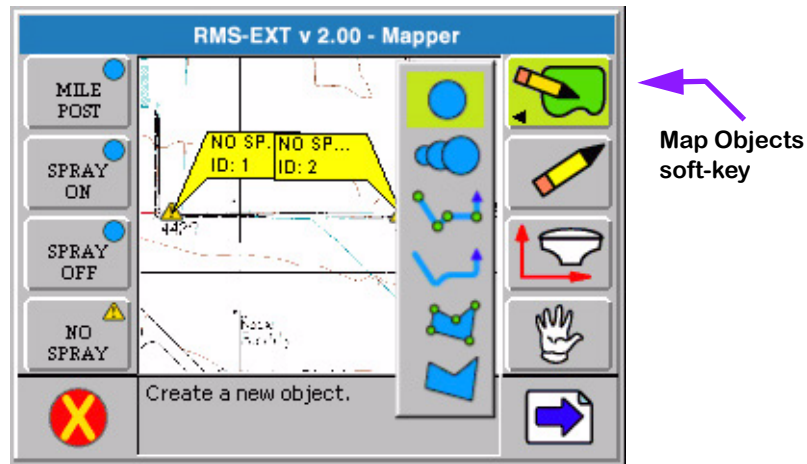 RMS-EXT v 2.00 - Mapper
MILE
POST
SPRAY
ON
SPRAY
OFF
NO
SPRAY
NO SP...
ID: 1
NO SP...
ID: 2
Create a new object.
Map Objects
soft-key